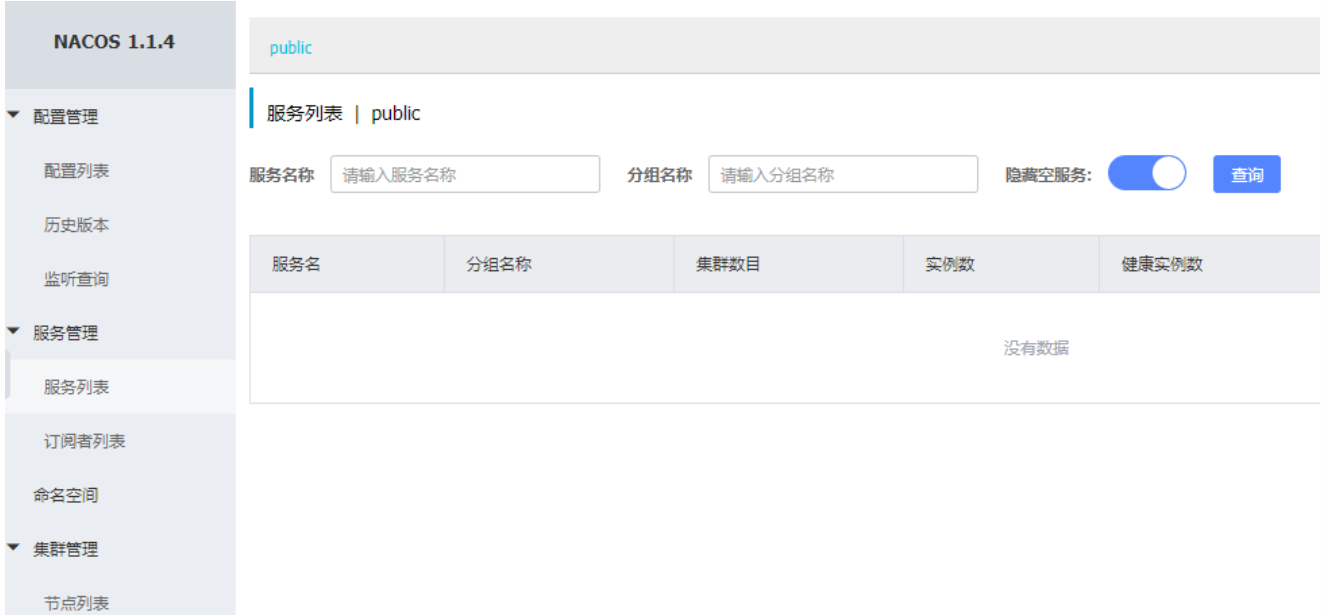 NACOS 1.1.4
public
配置管理
服务列表 | public
配置列表
服务名称 请输入服务名称 分组名称 请输入分组名称 隐藏空服务: 查询
历史版本
服务名 分组名称 集群数目 实例数 健康实例数
监听查询
服务管理
没有数据
服务列表
订阅者列表
命名空间
集群管理
节点列表